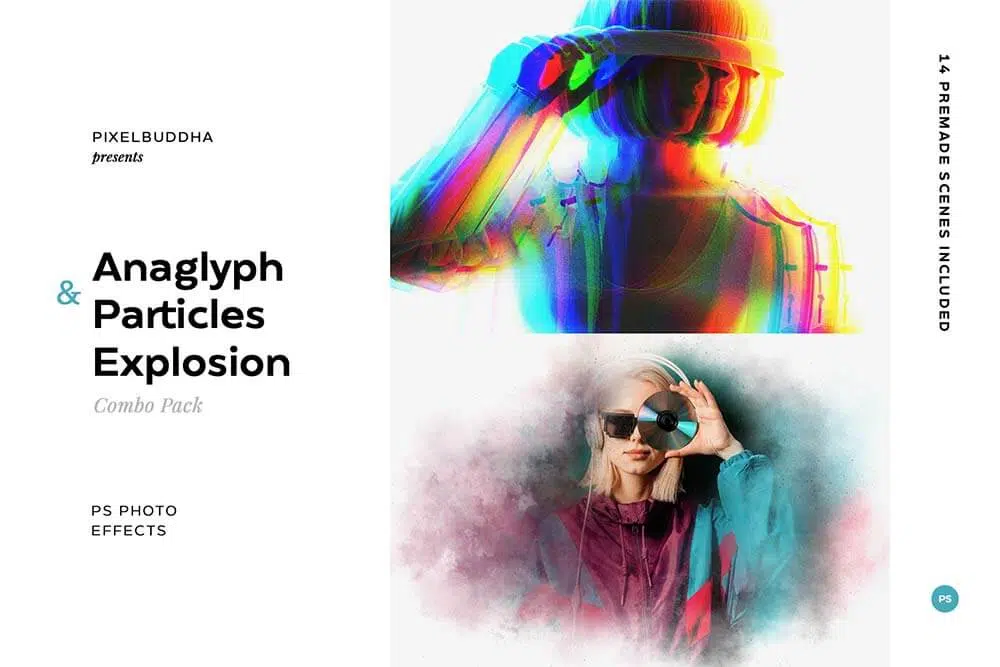 PIXELBUDDHA
presents
&
Anaglyph
Particles
Explosion
Combo Pack
PS PHOTO
EFFECTS
14 PREMADE SCENES INCLUDED
PS